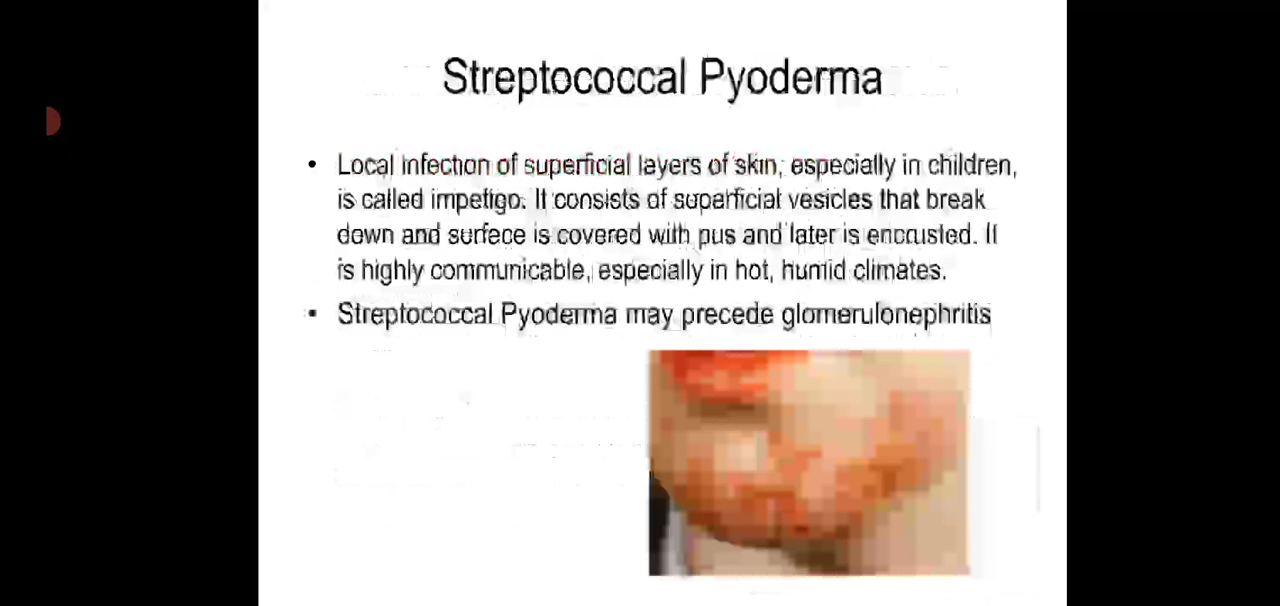 Streptococcal Pyoderma
• Local infection of superficial layers of skin, especially in children,
is called impetigo. It consists of superficial vesicles that break
down and surface is covered with pus and later is encrusted. It
is highly communicable, especially in hot, humid climates.
• Streptococcal Pyoderma may precede glomerulonephritis